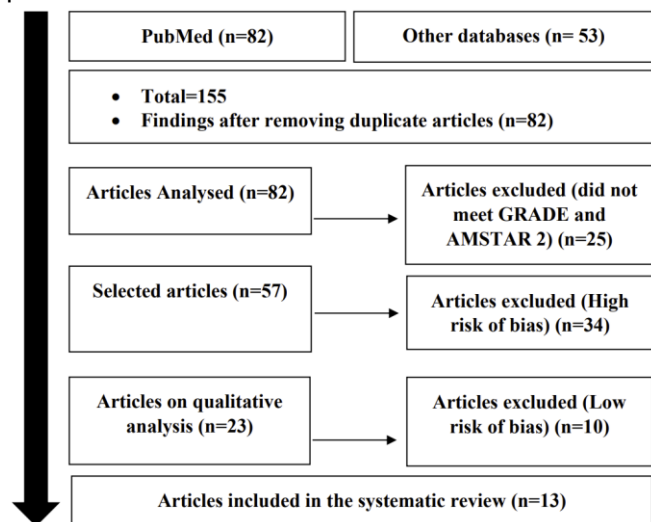 PubMed (n=82)
Other databases (n= 53)
• Total=155
• Findings after removing duplicate articles (n=82)
Articles Analysed (n=82)
Articles excluded (did not
meet GRADE and
AMSTAR 2) (n=25)
Selected articles (n=57)
Articles excluded (High
risk of bias) (n=34)
Articles on qualitative
analysis (n=23)
Articles excluded (Low
risk of bias) (n=10)
Articles included in the systematic review (n=13)